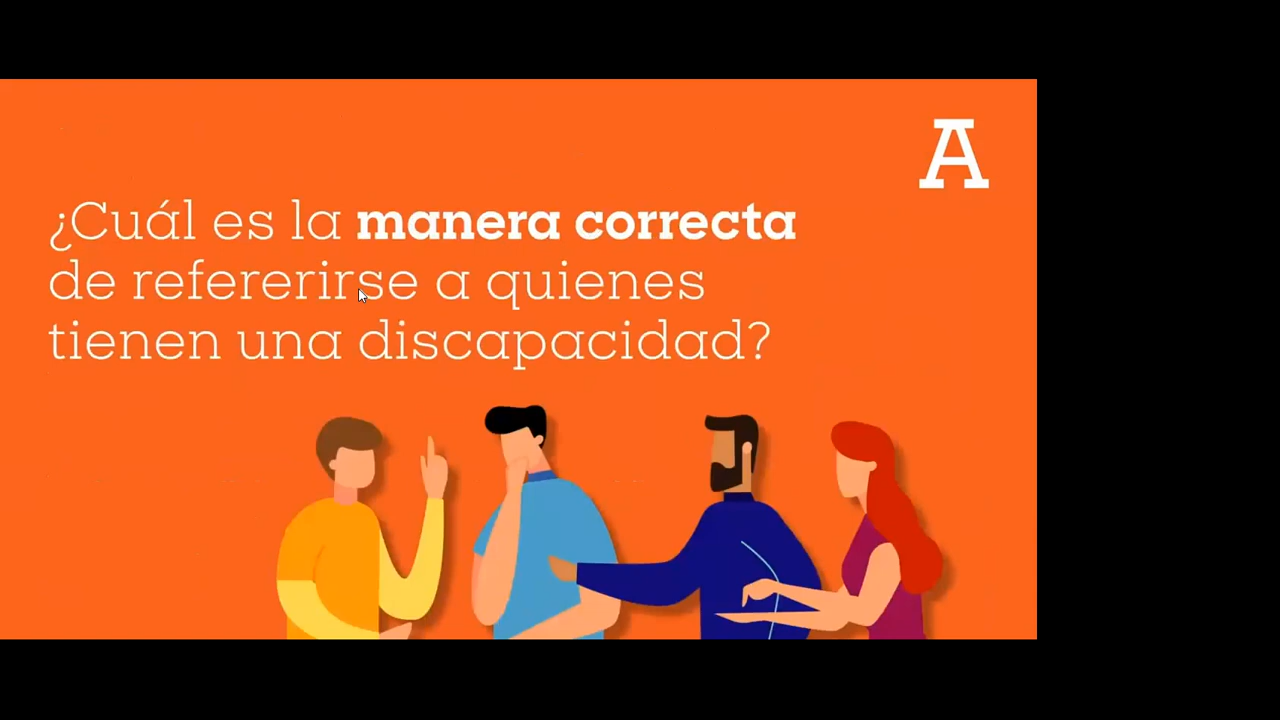 A
¿Cuál es la manera correcta
de refererirse a quienes
tienen una discapacidad?